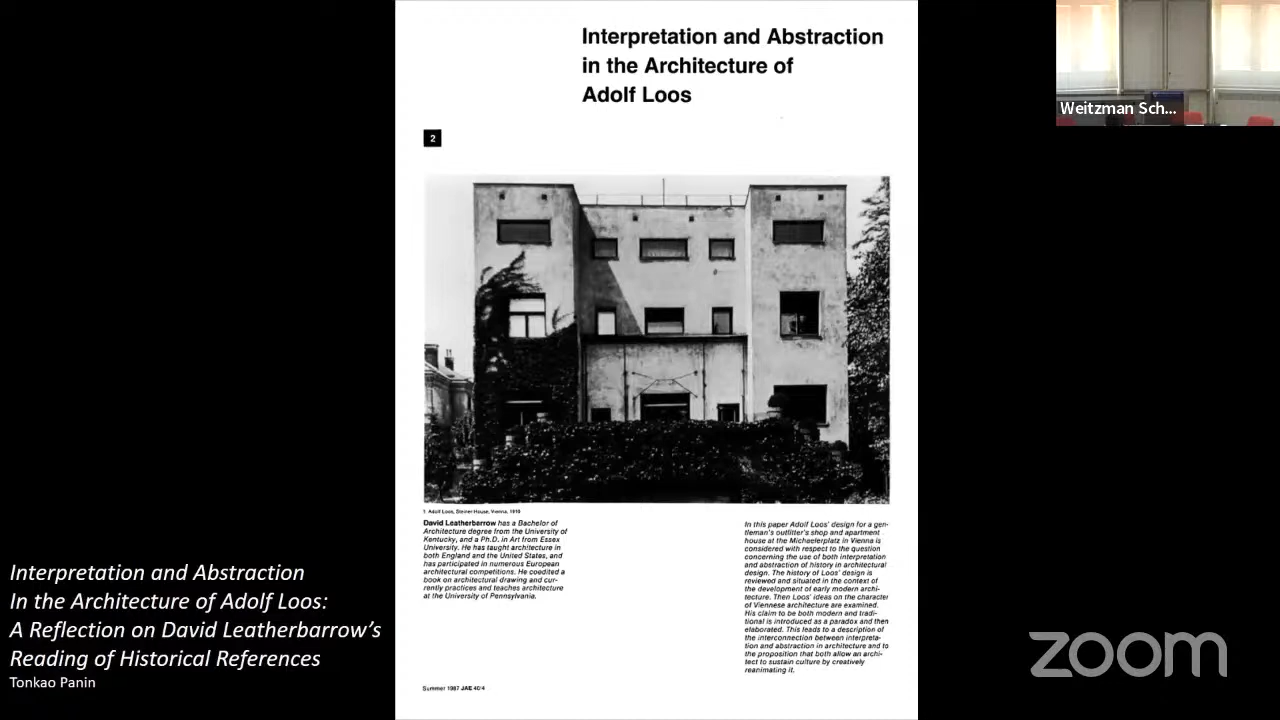 Interpretation and Abstraction
in the Architecture of
Adolf Loos
2
Weitzman Sch...
1. Adolf Loos, Steiner House, Vienna, 1910
David Leatherbarrow has a Bachelor of
Architecture degree from the University of
Kentucky, and a Ph.D. in Art from Essex
University. He has taught architecture in
both England and the United States, and
has participated in numerous European
architectural competitions. He coedited a
book on architectural drawing and cur-
rently practices and teaches architecture
at the University of Pennsylvania.
In this paper Adolf Loos' design for a gen-
tleman's outfitter's shop and apartment
house at the Michaelerplatz in Vienna is
considered with respect to the question
concerning the use of both interpretation
and abstraction of history in architectural
design. The history of Loos' design is
reviewed and situated in the context of
the development of early modern archi-
tecture. Then Loos' ideas on the character
of Viennese architecture are examined.
His claim to be both modern and tradi-
tional is introduced as a paradox and then
elaborated. This leads to a description of
the interconnection between interpreta-
tion and abstraction in architecture and to
the proposition that both allow an archi-
tect to sustain culture by creatively
reanimating it.
Summer 1987 JAE 40/4
Interpretation and Abstraction
In the Architecture of Adolf Loos:
A Reflection on David Leatherbarrow's
Reading of Historical References
Tonkao Panin
zoom